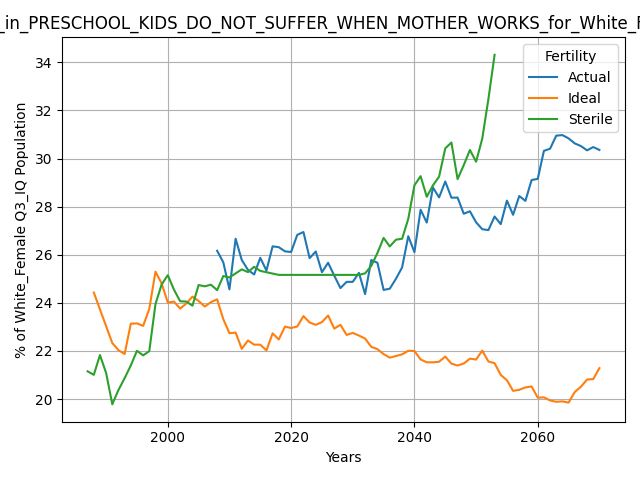 _in_PRESCHOOL_KIDS_DO_NOT_SUFFER_WHEN_MOTHER_WORKS_for_White_
% of White_Female Q3_IQ Population
34
32
30
28
26
24
22
20
Fertility
Actual
Ideal
Sterile
2000
2020
2040
2060
Years